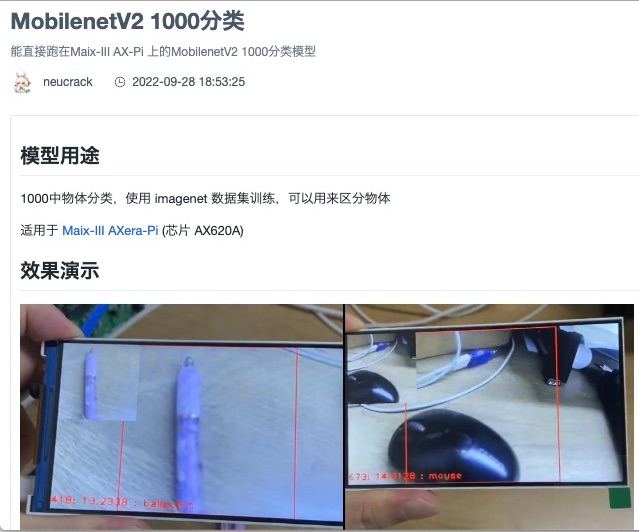 MobilenetV2 1000分类
能直接跑在Maix-III AX-Pi 上的MobilenetV2 1000分类模型
neucrack 2022-09-28 18:53:25
模型用途
1000中物体分类，使用 imagenet 数据集训练，可以用来区分物体
适用于 Maix-III AXera-Pi (芯片 AX620A)
效果演示
418: 13.2338 :
673: : mouse